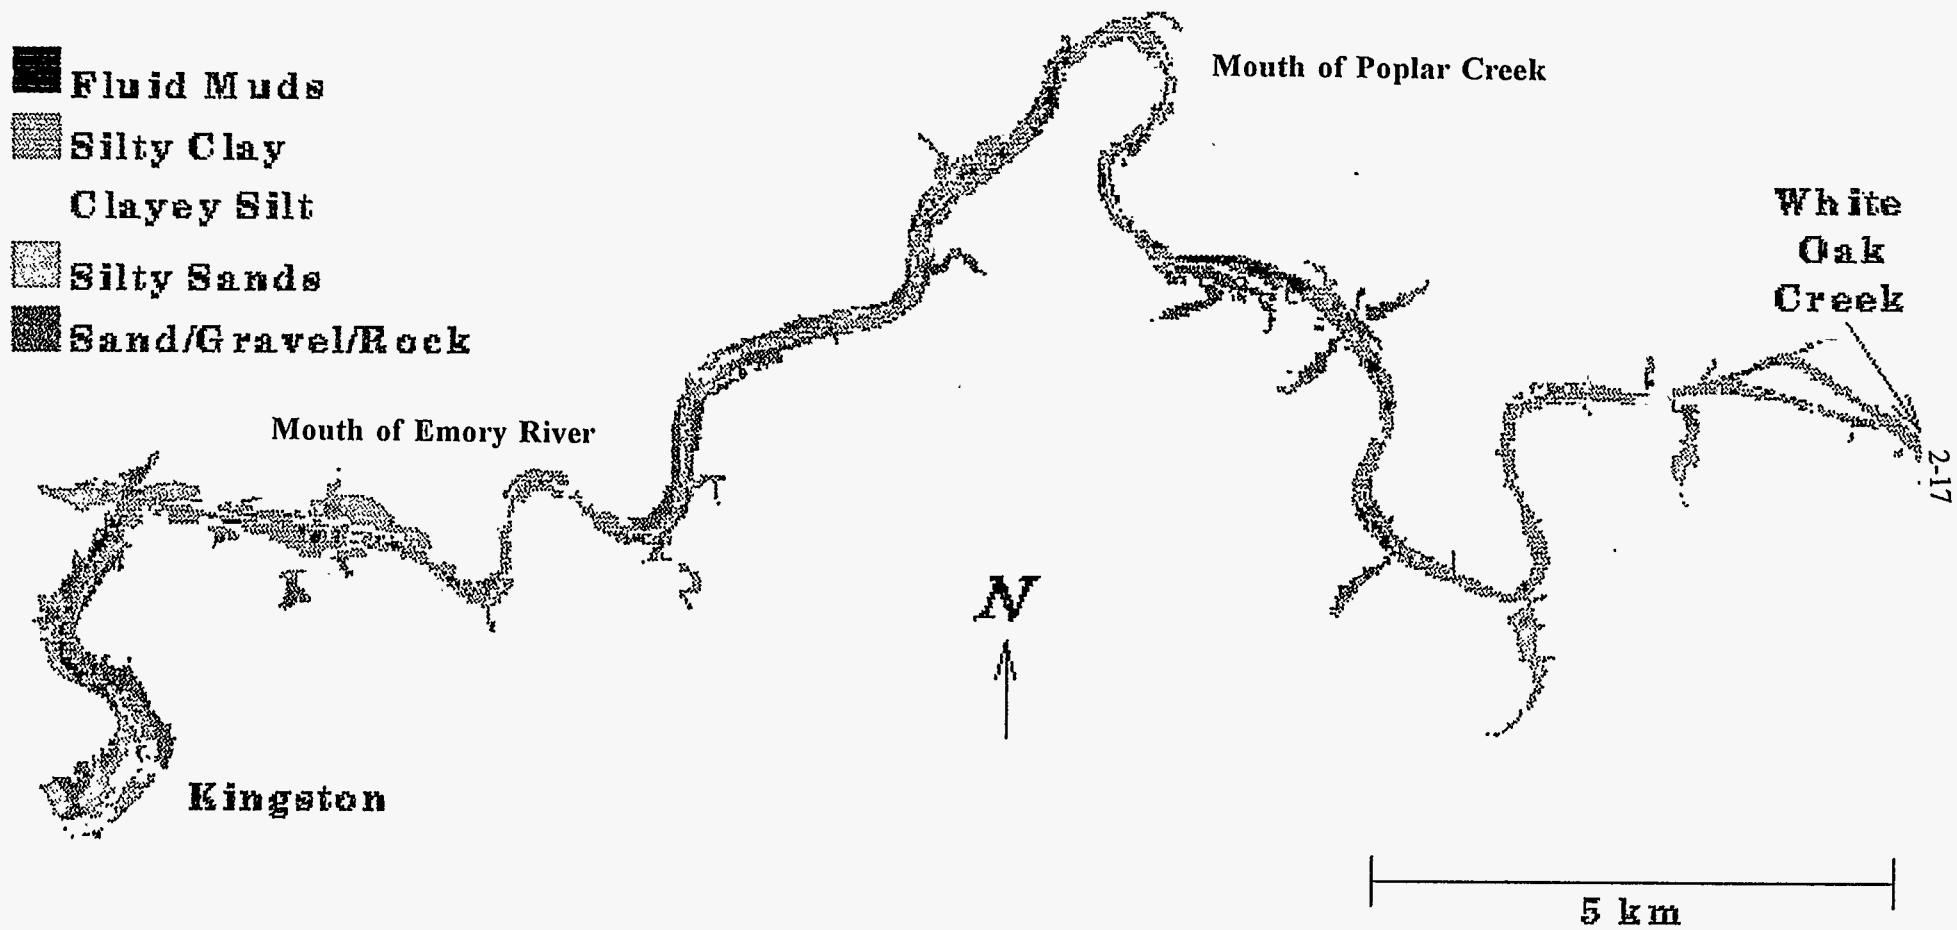 Fluid Muds
Silty Clay
Clayey Silt
Silty Sands
Sand/Gravel/Rock
Mouth of Poplar Creek
White
Oak
Creek
Mouth of Emory River
2-17
N
Kingston
5 km